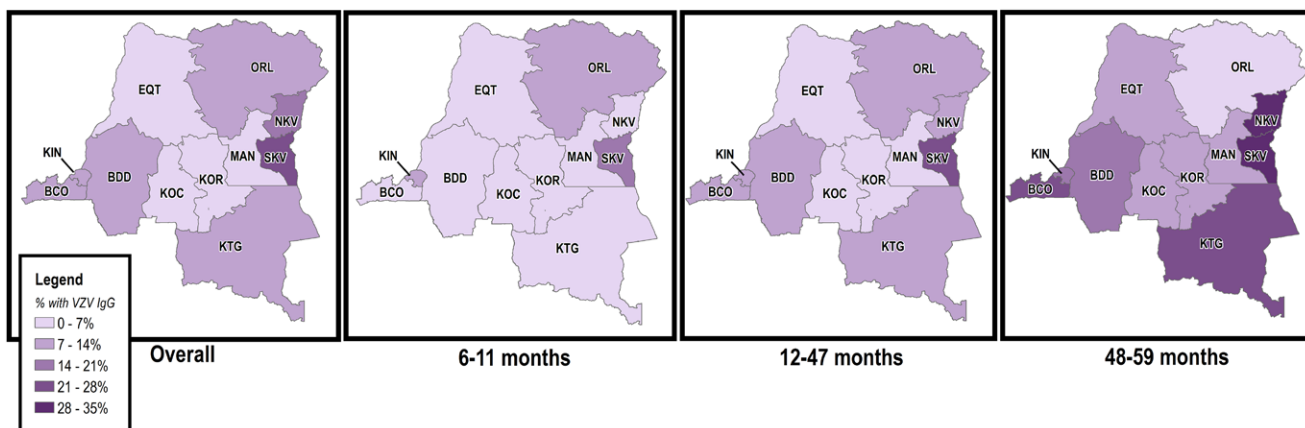 EQT
ORL
NKV
KIN
MAN
SKV
BCO
BDD
KOC
KOR
KTG
Legend
% with VZV IgG
0 - 7%
7 - 14%
14 - 21%
21 - 28%
28 - 35%
Overall
EQT
ORL
NKV
KIN
MAN
SKV
BCO
BDD
KOC
KOR
KTG
6-11 months
EQT
ORL
NKV
KIN
MAN
SKV
BCO
BDD
KOC
KOR
KTG
12-47 months
EQT
ORL
NKV
KIN
MAN
SKV
BCO
BDD
KOC
KOR
KTG
48-59 months